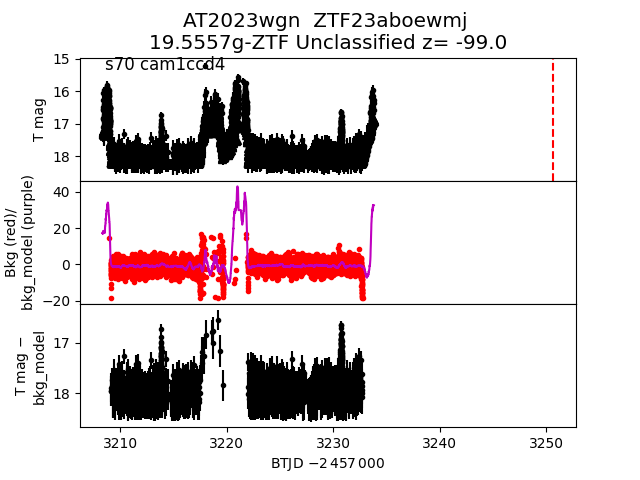 AT2023wgn  ZTF23aboewmj
19.5557g-ZTF Unclassified z= -99.0
s70 cam1ccd4
T mag
15
16
17
18
Bkg (red)/
bkg_model (purple)
40
20
0
−20
T mag −
bkg_model
17
18
3210
3220
3230
3240
3250
BTJD −2 457 000